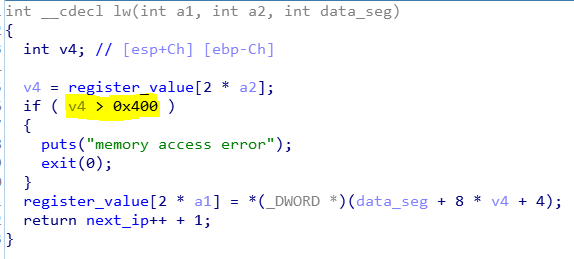 int __cdecl lw(int a1, int a2, int data_seg)
{
int v4; // [esp+Ch] [ebp-Ch]
v4 = register_value[2 * a2];
if ( v4 > 0x400 )
{
puts("memory access error");
exit(0);
}
register_value[2 * a1] = *(_DWORD *)(data_seg + 8 * v4 + 4);
return next_ip++ + 1;
}